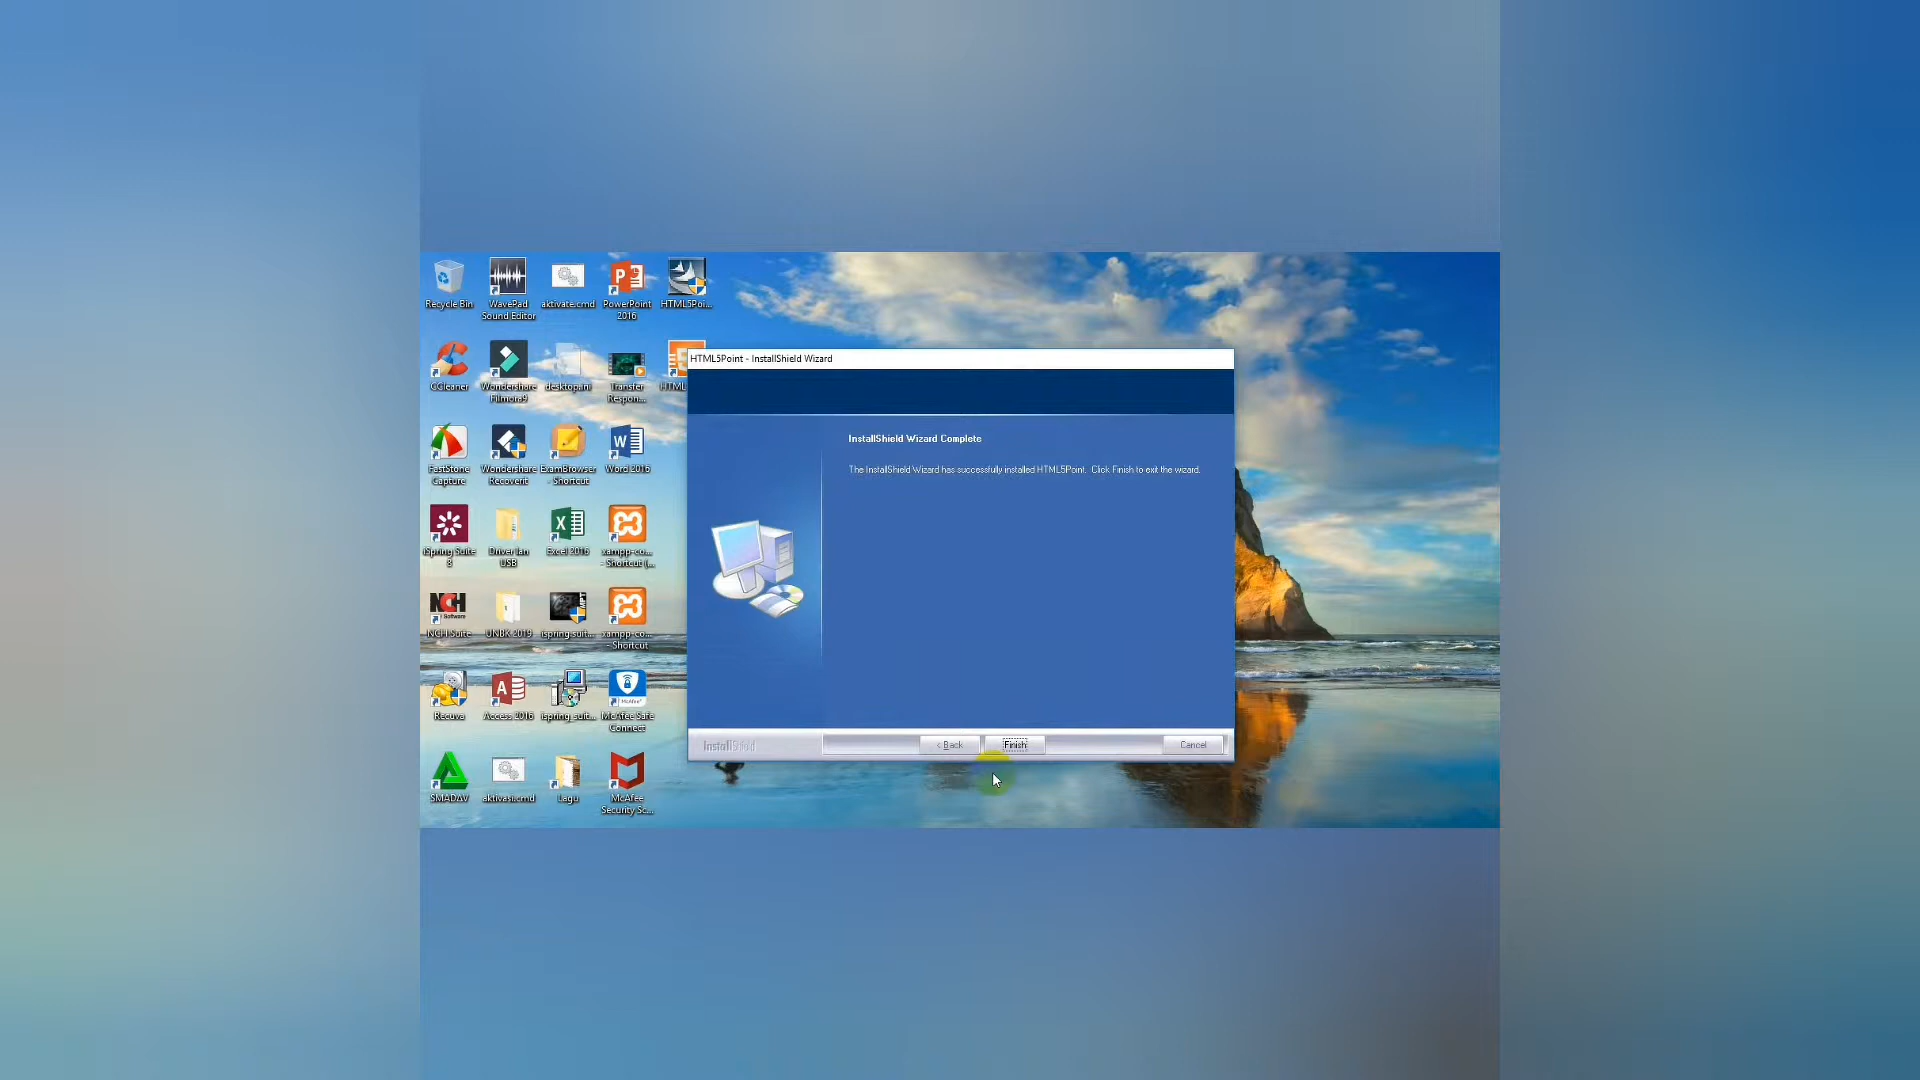 Recycle Bin
WavePad
Sound Editor
aktivate.cmd
PowerPoint
2016
HTML5Poi...
CCleaner
Wondershare
Filmora9
desktop.ini
Transfer
Respon...
HTML
FastStone
Capture
Wondershare
Recoverit
ExamBrowser
- Shortcut
Word 2016
iSpring Suite
8
Driver lan
USB
Excel 2016
xampp-co...
- Shortcut (...
NCH Suite
UNBK 2019
ispring_suit...
xampp-co...
- Shortcut
Recuva
Access 2016
ispring_suit...
McAfee Safe
Connect
SMADAV
aktivasi.cmd
Lagu
McAfee
Security Sc...
HTML5Point - InstallShield Wizard
InstallShield Wizard Complete
The InstallShield Wizard has successfully installed HTML5Point. Click Finish to exit the wizard.
InstallShield
< Back
Finish
Cancel